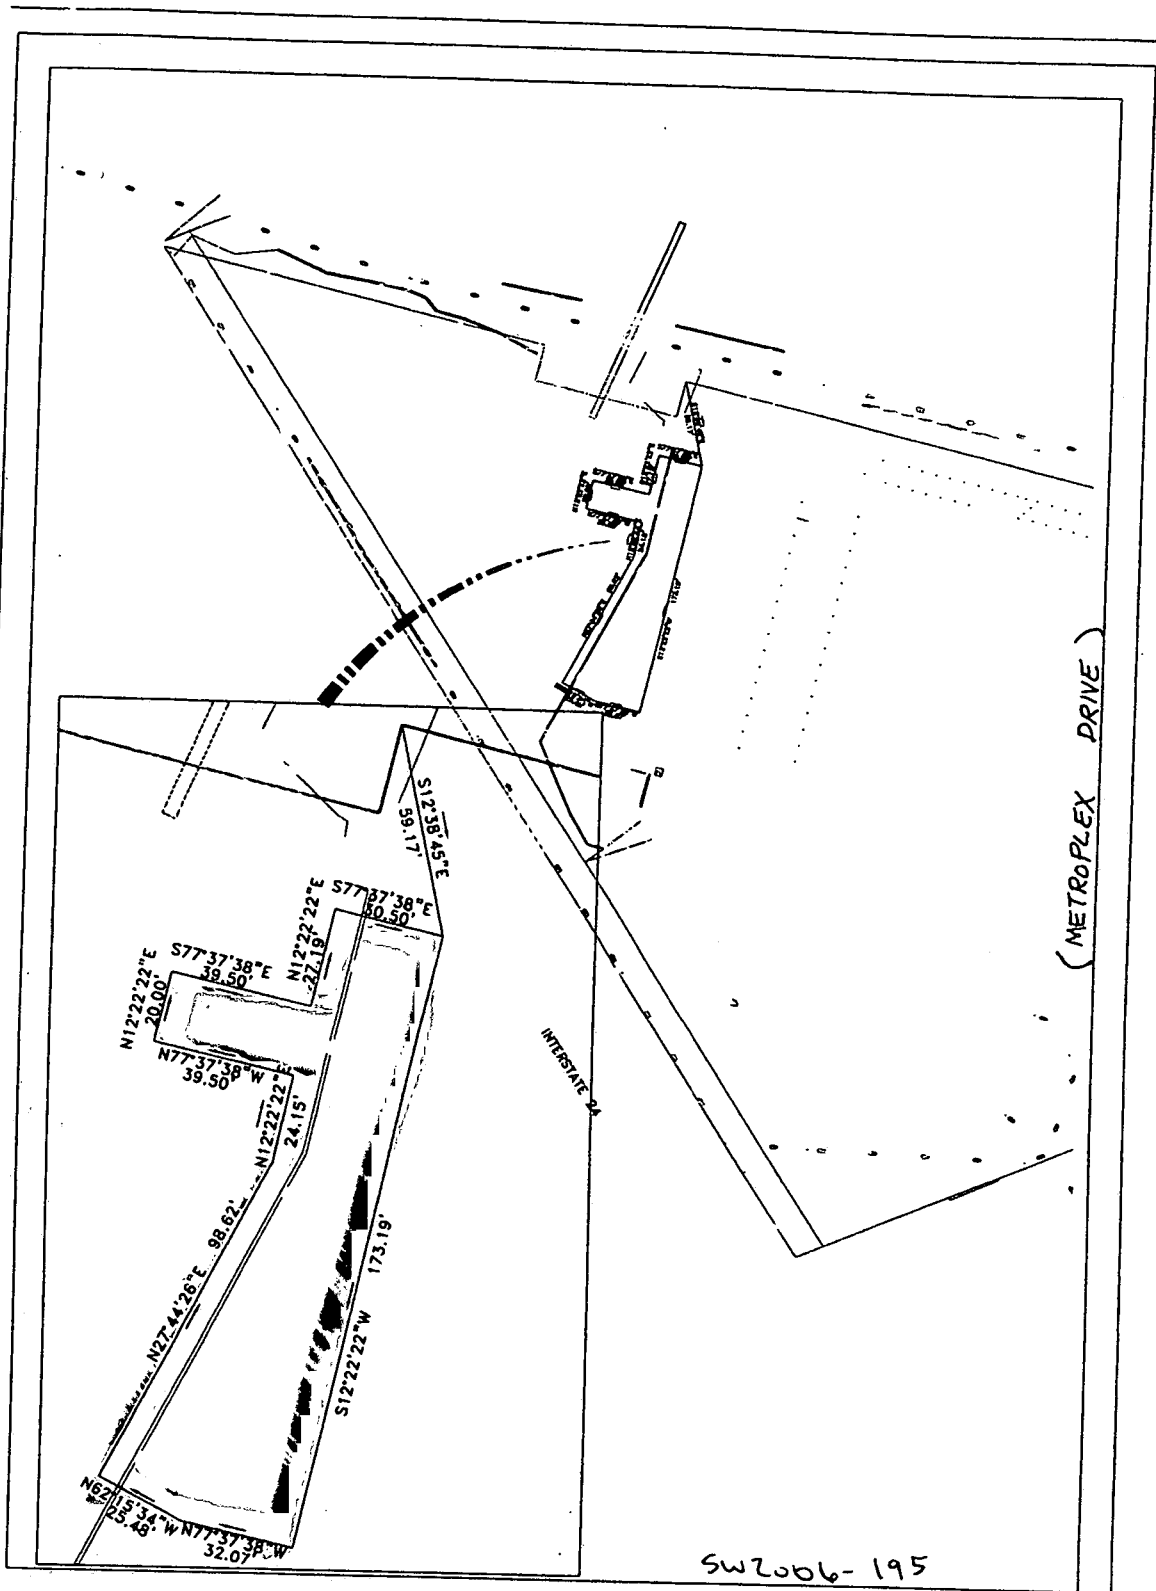 (METROPLEX DRIVE)
S12°38'45"E
59.17'
S77°37'38"E
30.50'
N12°22'22"E
27.19'
S77°37'38"E
39.50'
N12°22'22"E
20.00'
N77°37'38"W
39.50'
N12°22'22"E
24.15'
INTERSTATE 24
N27°44'26"E 98.62'
S12°22'22"W 173.19'
N62°15'34"W
25.48'
N77°37'38"W
32.07'
SW2006-195